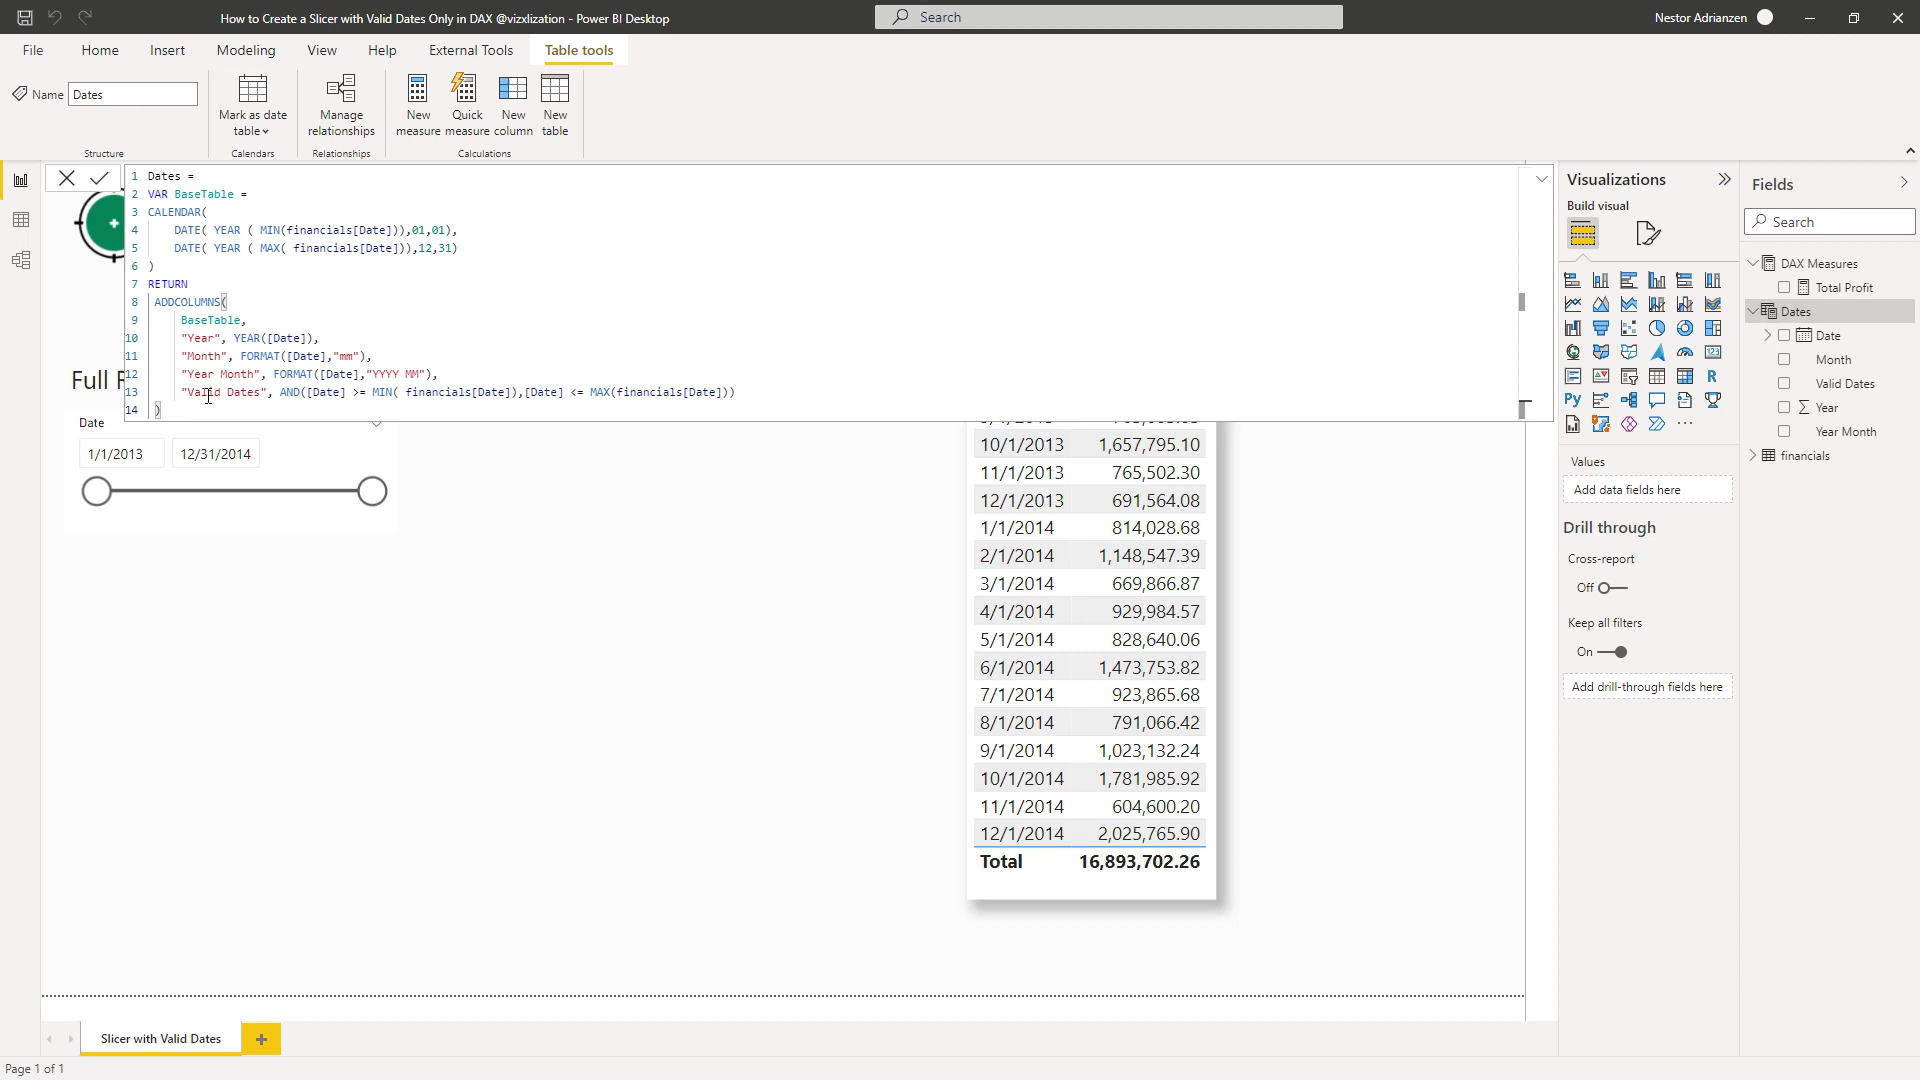 How to Create a Slicer with Valid Dates Only in DAX @vizxlization - Power BI Desktop
Search
Nestor Adrianzen
File Home Insert Modeling View Help External Tools Table tools
Name Dates
Mark as date table
Manage relationships
New measure
Quick measure
New column
New table
Structure Calendars Relationships Calculations
1 Dates =
2 VAR BaseTable =
3 CALENDAR(
4 DATE( YEAR ( MIN(financials[Date])),01,01),
5 DATE( YEAR ( MAX( financials[Date])),12,31)
6 )
7 RETURN
8 ADDCOLUMNS(
9 BaseTable,
10 "Year", YEAR([Date]),
11 "Month", FORMAT([Date],"mm"),
12 "Year Month", FORMAT([Date],"YYYY MM"),
13 "Valid Dates", AND([Date] >= MIN( financials[Date]),[Date] <= MAX(financials[Date]))
14 )
Full
Date
1/1/2013 12/31/2014
10/1/2013 1,657,795.10
11/1/2013 765,502.30
12/1/2013 691,564.08
1/1/2014 814,028.68
2/1/2014 1,148,547.39
3/1/2014 669,866.87
4/1/2014 929,984.57
5/1/2014 828,640.06
6/1/2014 1,473,753.82
7/1/2014 923,865.68
8/1/2014 791,066.42
9/1/2014 1,023,132.24
10/1/2014 1,781,985.92
11/1/2014 604,600.20
12/1/2014 2,025,765.90
Total 16,893,702.26
Visualizations
Build visual
R
Py
123
Values
Add data fields here
Drill through
Cross-report
Off
Keep all filters
On
Add drill-through fields here
Fields
Search
DAX Measures
Total Profit
Dates
Date
Month
Valid Dates
Year
Year Month
financials
Slicer with Valid Dates
Page 1 of 1